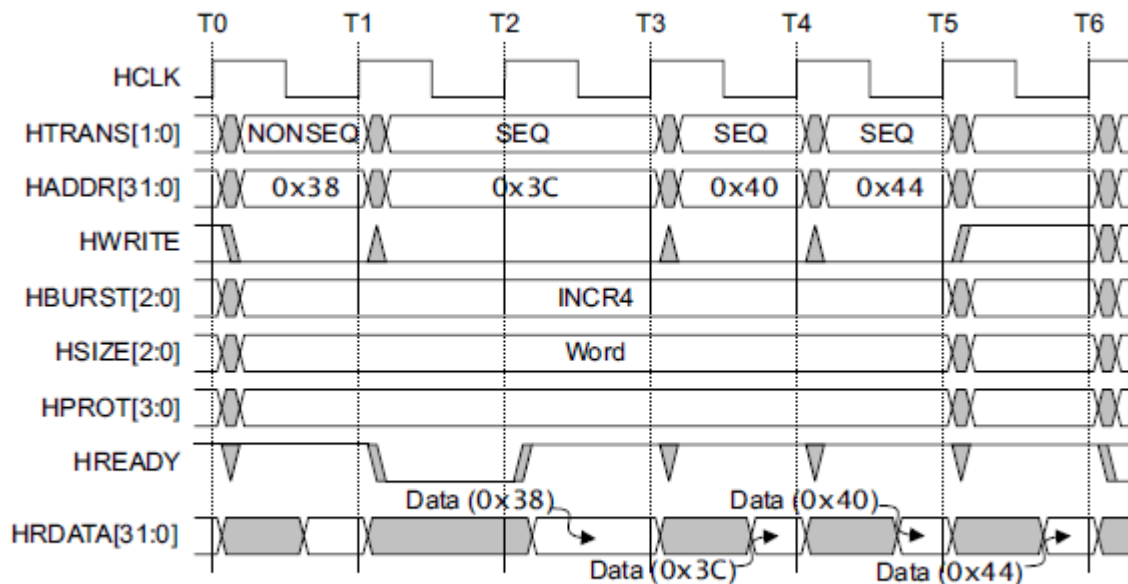 T0 T1 T2 T3 T4 T5 T6
HCLK
HTRANS[1:0] NONSEQ SEQ SEQ SEQ
HADDR[31:0] 0x38 0x3C 0x40 0x44
HWRITE
HBURST[2:0] INCR4
HSIZE[2:0] Word
HPROT[3:0]
HREADY
Data (0x38) Data (0x40)
HRDATA[31:0]
Data (0x3C) Data (0x44)